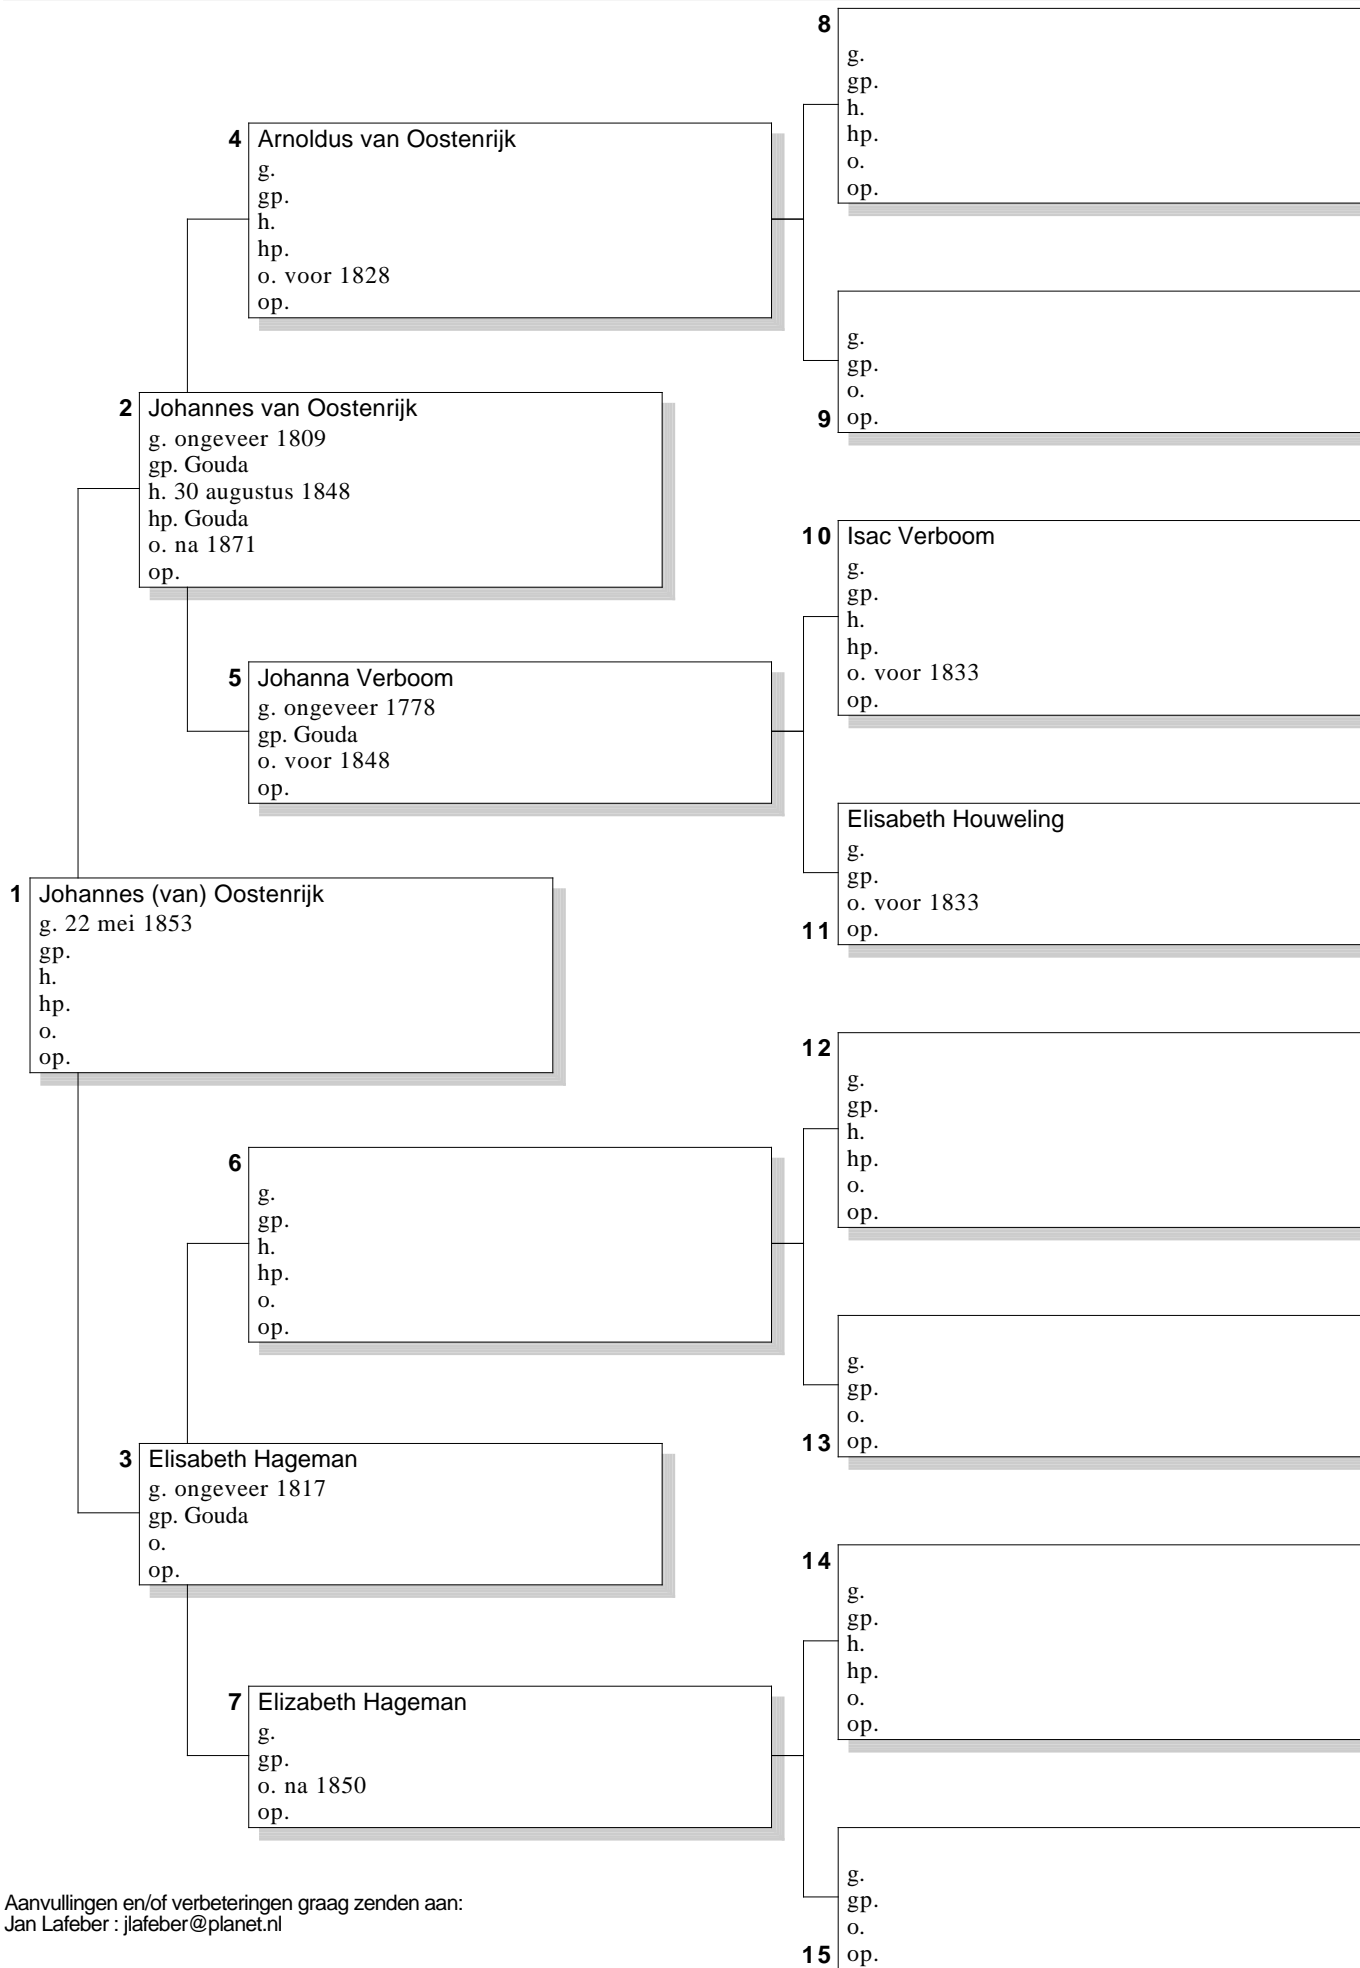 8
g.
gp.
h.
hp.
o.
op.
4 Arnoldus van Oostenrijk
g.
gp.
h.
hp.
o. voor 1828
op.
g.
gp.
o.
9 op.
2 Johannes van Oostenrijk
g. ongeveer 1809
gp. Gouda
h. 30 augustus 1848
hp. Gouda
o. na 1871
op.
10 Isac Verboom
g.
gp.
h.
hp.
o. voor 1833
op.
5 Johanna Verboom
g. ongeveer 1778
gp. Gouda
o. voor 1848
op.
Elisabeth Houweling
g.
gp.
o. voor 1833
11 op.
1 Johannes (van) Oostenrijk
g. 22 mei 1853
gp.
h.
hp.
o.
op.
12
g.
gp.
h.
hp.
o.
op.
6
g.
gp.
h.
hp.
o.
op.
g.
gp.
o.
13 op.
3 Elisabeth Hageman
g. ongeveer 1817
gp. Gouda
o.
op.
14
g.
gp.
h.
hp.
o.
op.
7 Elizabeth Hageman
g.
gp.
o. na 1850
op.
g.
gp.
o.
15 op.
Aanvullingen en/of verbeteringen graag zenden aan:
Jan Lafeber : jlafeber@planet.nl